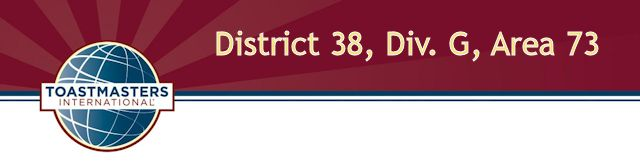 District 38, Div. G, Area 73
TOASTMASTERS
INTERNATIONAL